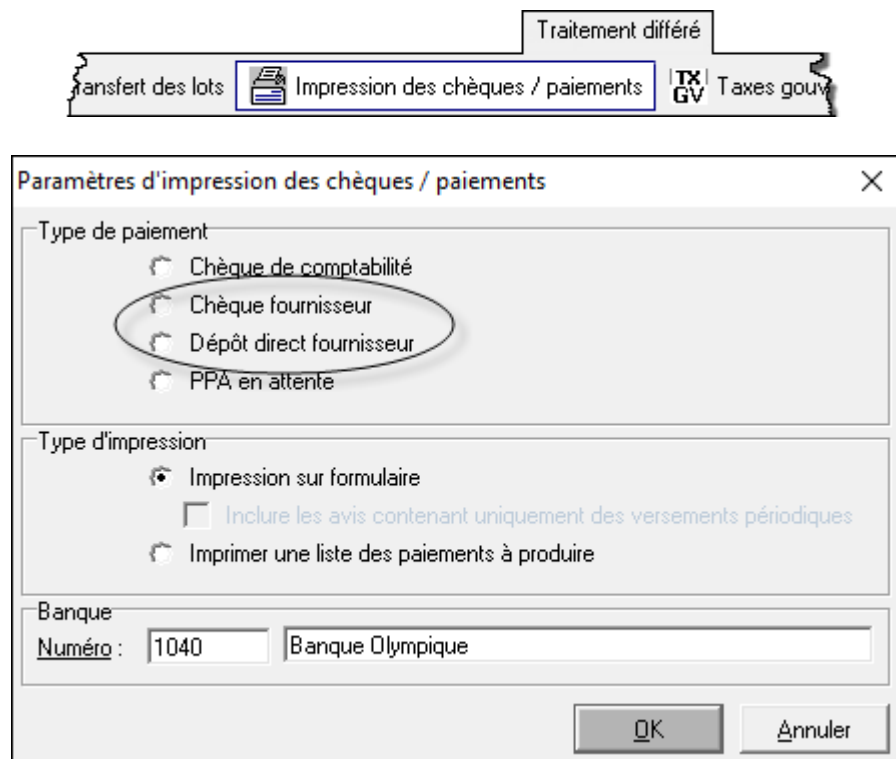 Traitement différé
ransfert des lots Impression des chèques / paiements TX GV Taxes gouv
Paramètres d'impression des chèques / paiements
Type de paiement
Chèque de comptabilité
Chèque fournisseur
Dépôt direct fournisseur
PPA en attente
Type d'impression
Impression sur formulaire
Inclure les avis contenant uniquement des versements périodiques
Imprimer une liste des paiements à produire
Banque
Numéro : 1040 Banque Olympique
OK Annuler